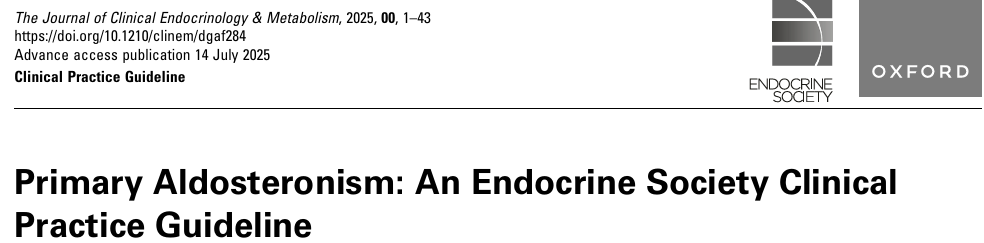 The Journal of Clinical Endocrinology & Metabolism, 2025, 00, 1–43
https://doi.org/10.1210/clinem/dgaf284
Advance access publication 14 July 2025
Clinical Practice Guideline
ENDOCRINE
SOCIETY
OXFORD
Primary Aldosteronism: An Endocrine Society Clinical
Practice Guideline